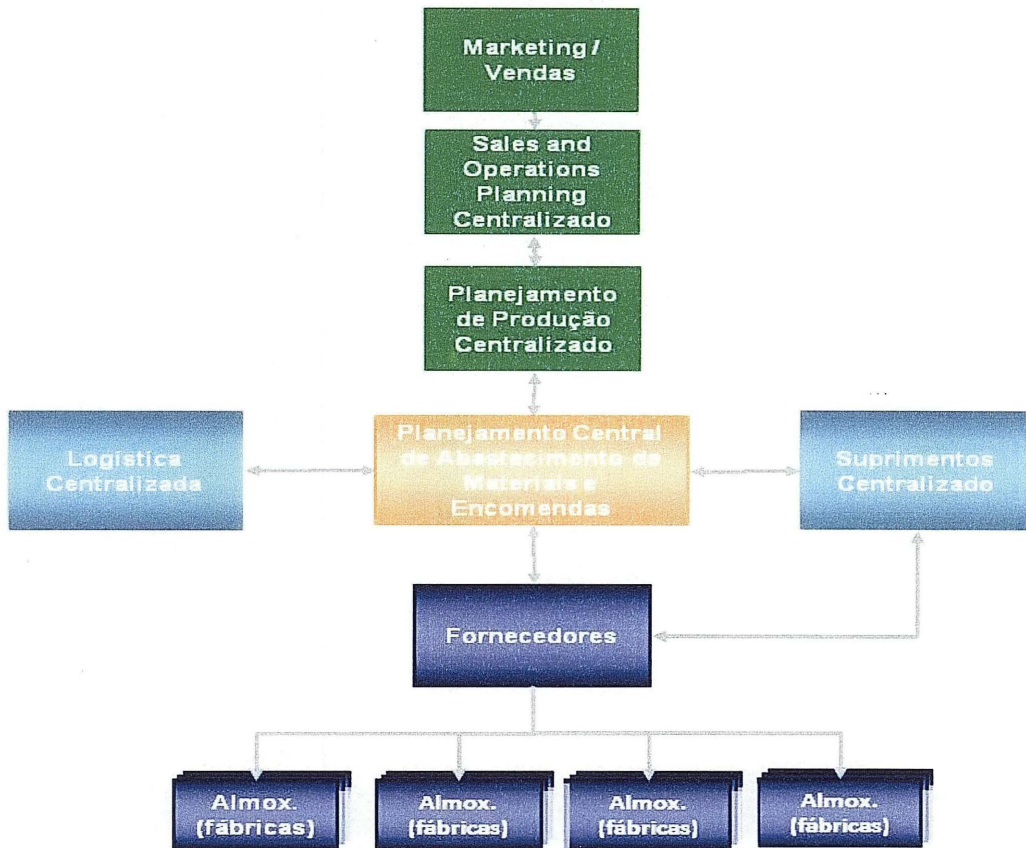 Marketing /
Vendas
Sales and
Operations
Planning
Centralizado
Planejamento
de Produção
Centralizado
Logística
Centralizada
Planejamento Central
de Abastecimento de
Materiais e
Encomendas
Suprimentos
Centralizado
Fornecedores
Almox.
(fábricas)
Almox.
(fábricas)
Almox.
(fábricas)
Almox.
(fábricas)